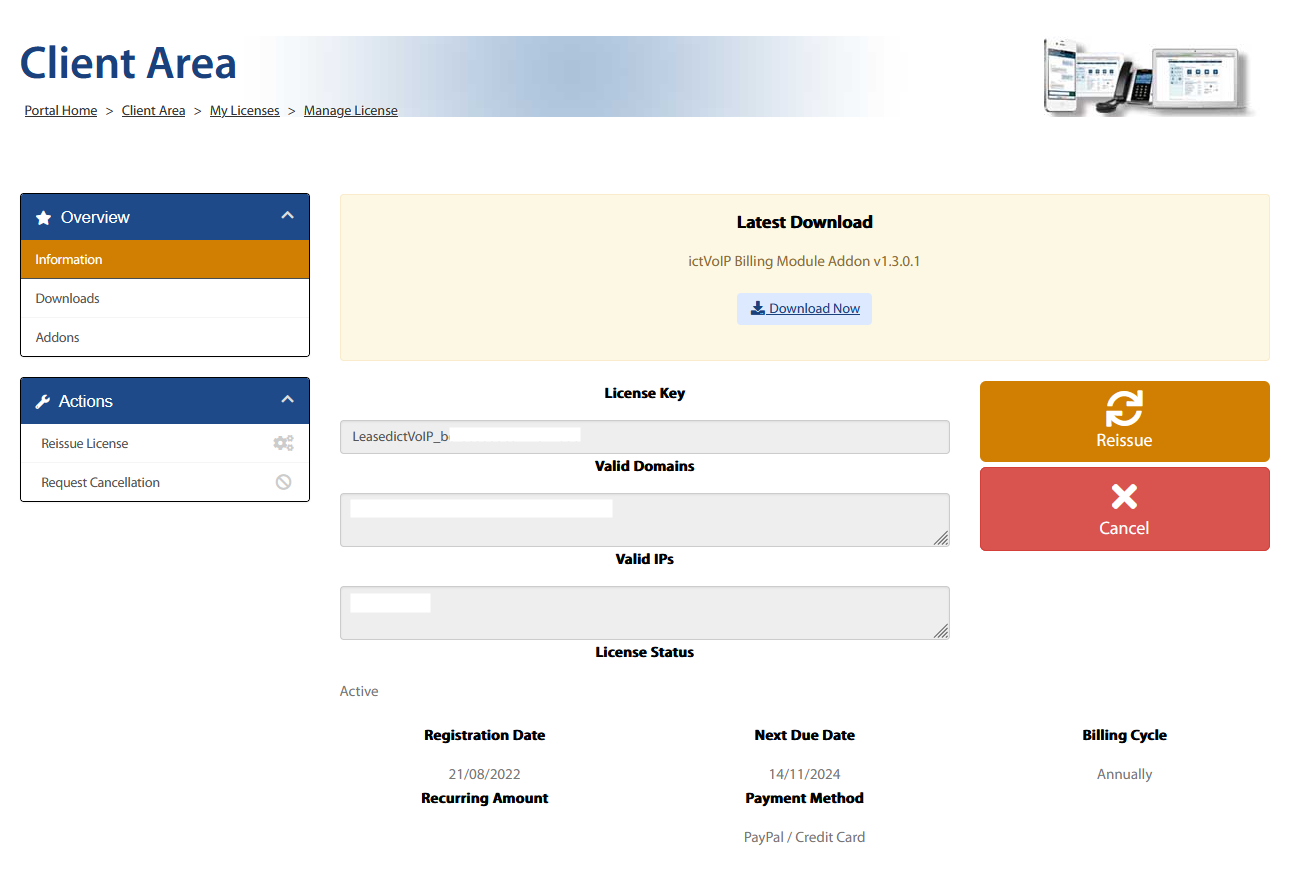 Client Area
Portal Home > Client Area > My Licenses > Manage License
Overview
Information
Downloads
Addons
Actions
Reissue License
Request Cancellation
Latest Download
ictVoIP Billing Module Addon v1.3.0.1
Download Now
License Key
LeasedictVoIP_b
Valid Domains
Valid IPs
License Status
Active
Reissue
Cancel
Registration Date
21/08/2022
Next Due Date
14/11/2024
Billing Cycle
Annually
Recurring Amount
Payment Method
PayPal / Credit Card